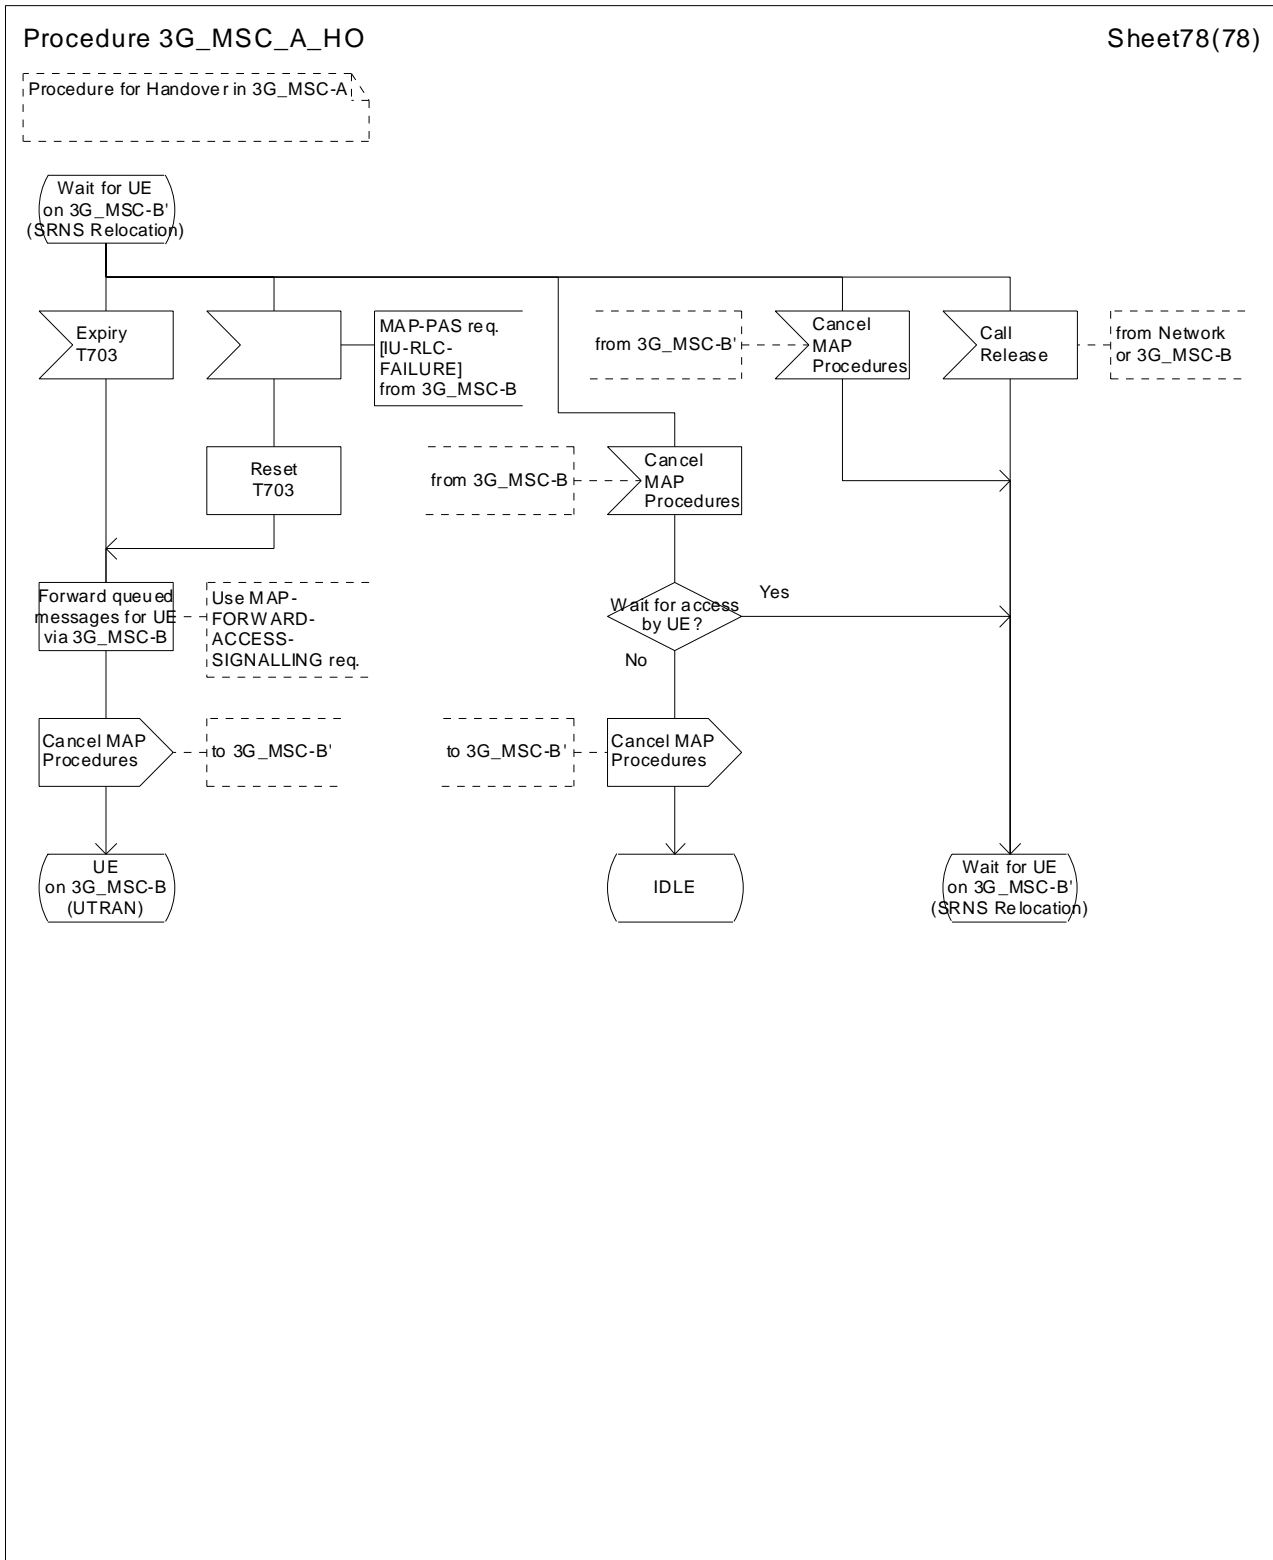 Procedure 3G_MSC_A_HO
Sheet78(78)
Procedure for Handover in 3G_MSC-A
Wait for UE
on 3G_MSC-B'
(SRNS Relocation)
Expiry
T703
MAP-PAS req.
[IU-RLC-
FAILURE]
from 3G_MSC-B
from 3G_MSC-B'
Cancel
MAP
Procedures
Call
Release
from Network
or 3G_MSC-B
Reset
T703
from 3G_MSC-B
Cancel
MAP
Procedures
Forward queued
messages for UE
via 3G_MSC-B
Use MAP-
FORWARD-
ACCESS-
SIGNALLING req.
Wait for access
by UE?
Yes
No
Cancel MAP
Procedures
to 3G_MSC-B'
to 3G_MSC-B'
Cancel MAP
Procedures
UE
on 3G_MSC-B
(UTRAN)
IDLE
Wait for UE
on 3G_MSC-B'
(SRNS Relocation)